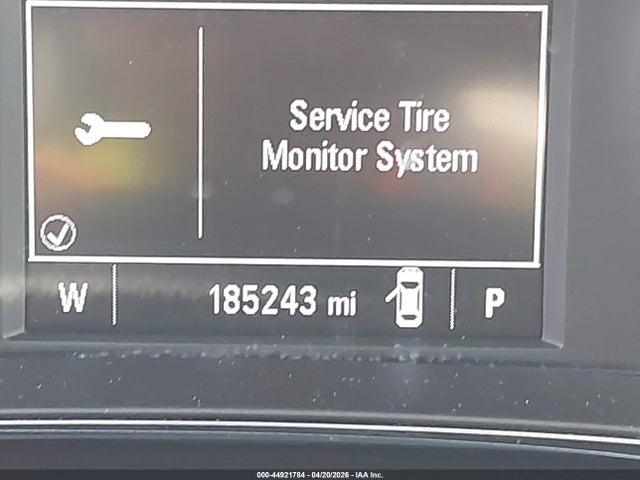 Service Tire
Monitor System
W 185243 mi P
000-44921784 - 04/20/2026 - IAA Inc.